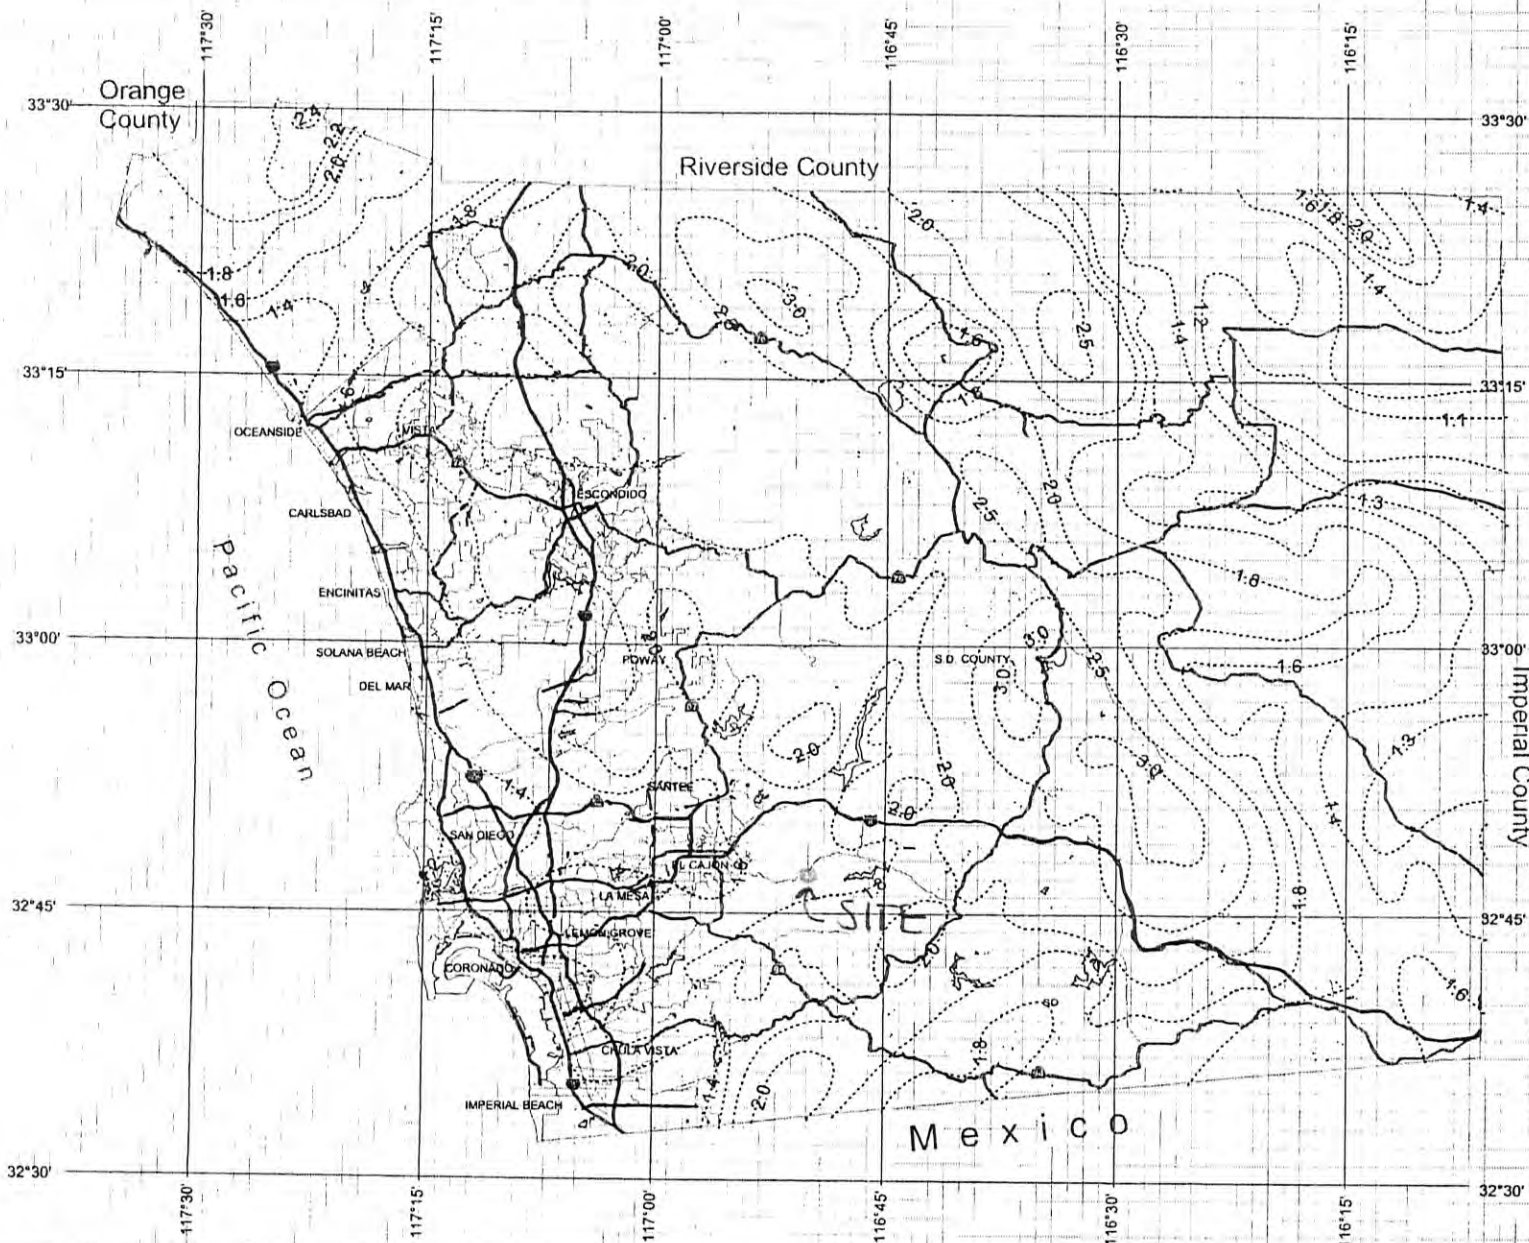 117°30'
117°15'
117°00'
116°45'
116°30'
116°15'
33°30'
Orange
County
33°30'
Riverside County
2.4
2.2
2.0
1.8
2.0
2.0
1.6
1.8
2.0
1.4
1.8
1.6
1.4
3.0
1.6
2.5
1.2
1.4
1.4
33°15'
33°15'
OCEANSIDE
VISTA
2.0
2.5
1.3
ESCONDIDO
CARLSBAD
1.8
Pacific Ocean
ENCINITAS
33°00'
SOLANA BEACH
POWAY
S.D. COUNTY
3.0
2.5
1.6
33°00'
DEL MAR
3.0
Imperial County
2.0
2.0
3.0
1.3
1.4
SANTEE
2.0
1.4
SAN DIEGO
EL CAJON
1.8
LA MESA
1.8
32°45'
SITE
32°45'
LEMON GROVE
CORONADO
1.6
SD
CHULA VISTA
1.8
1.4
2.0
IMPERIAL BEACH
Mexico
32°30'
32°30'
117°30'
117°15'
117°00'
116°45'
116°30'
116°15'